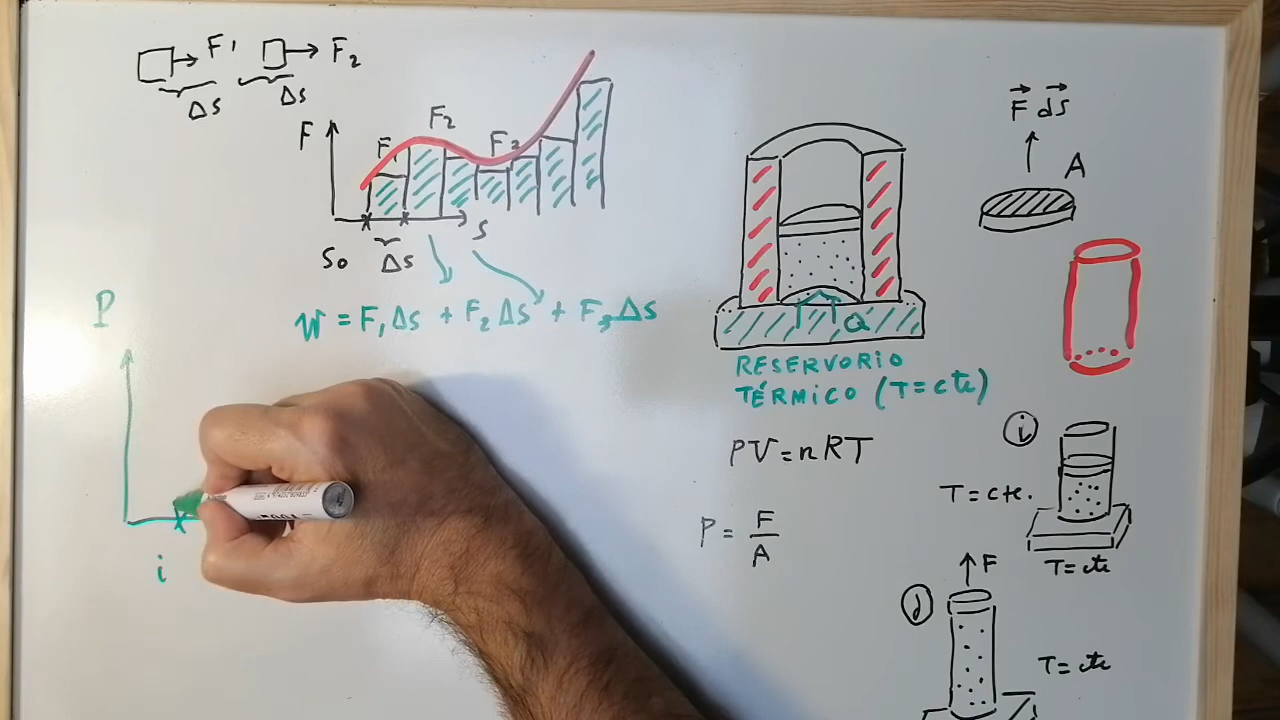 F1 F2
Δs Δs
F F1 F2 F3
s
So Δs
W = F1Δs + F2Δs + F3Δs
P
i
F ds
A
Q
RESERVORIO
TÉRMICO (T=cte)
PV=nRT
P = F
A
i
T=cte.
T=cte
F
f
T=cte